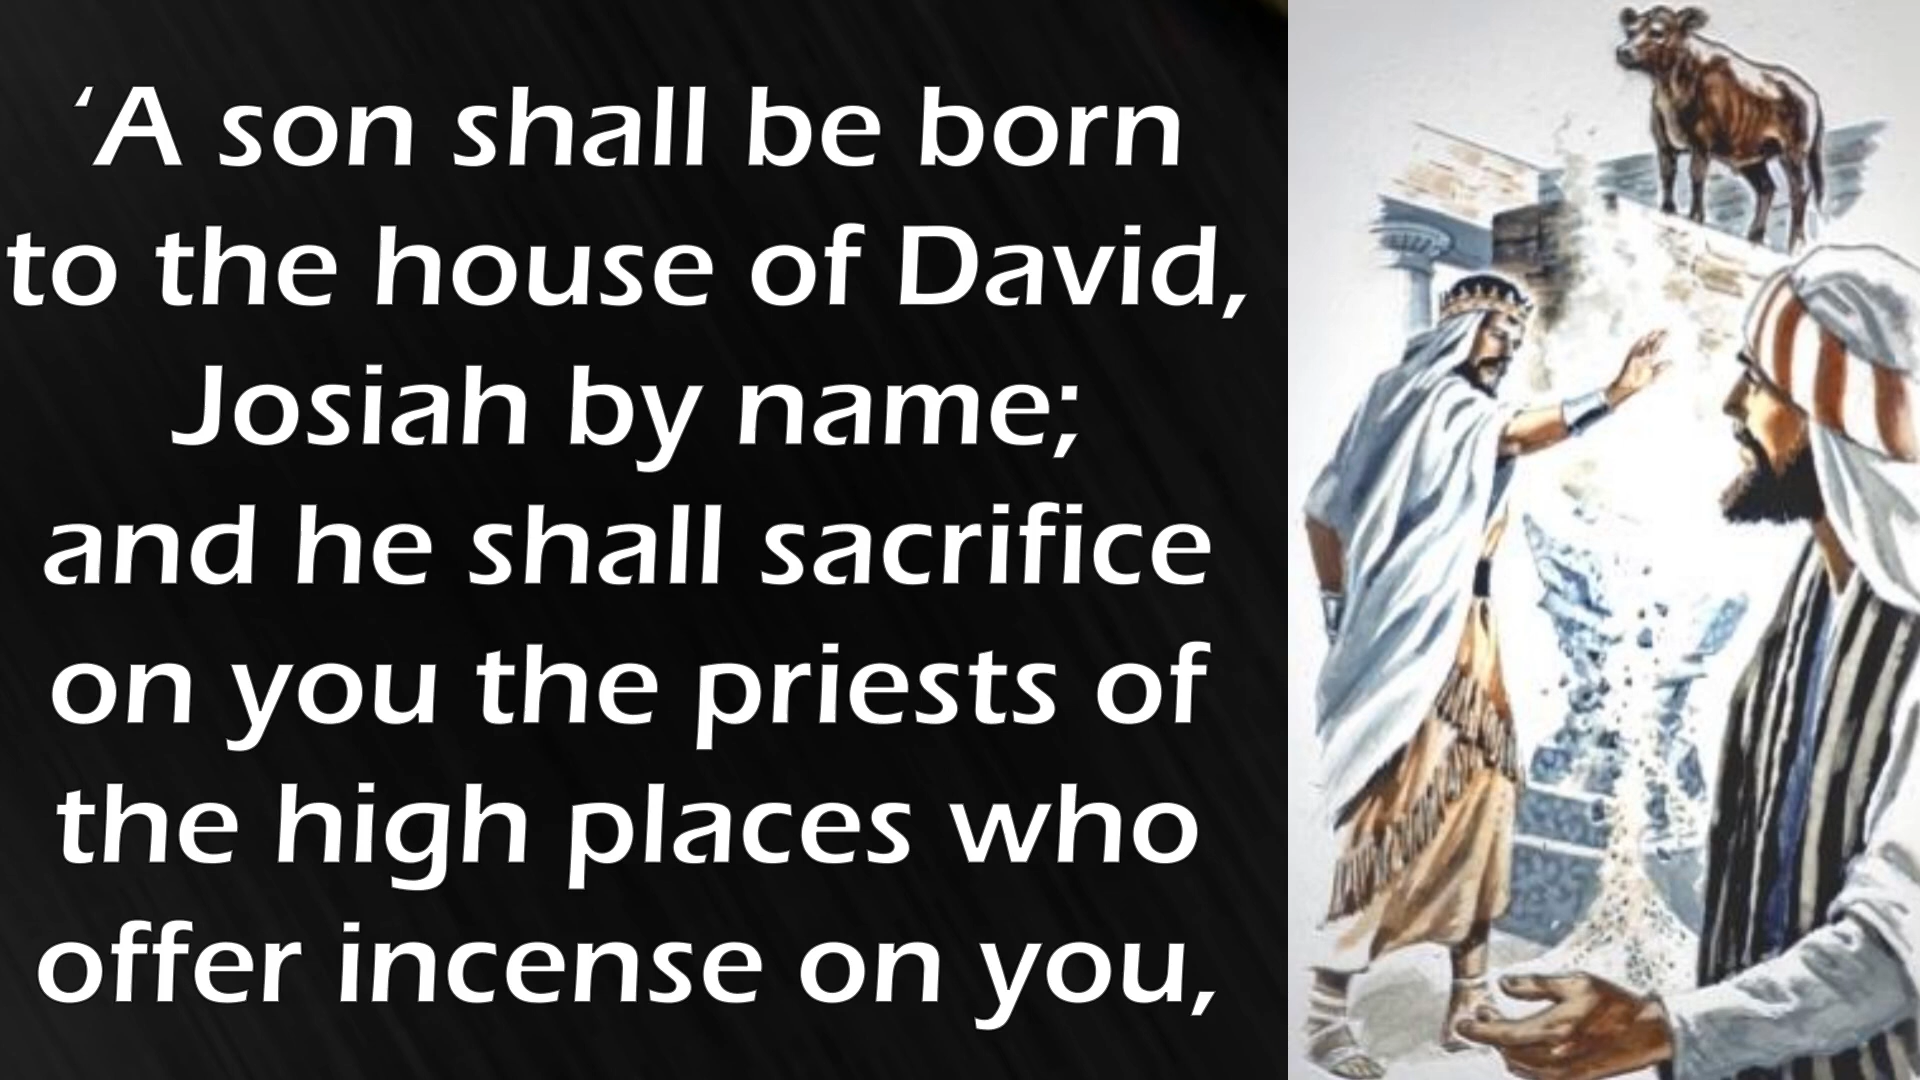 ‘A son shall be born
to the house of David,
Josiah by name;
and he shall sacrifice
on you the priests of
the high places who
offer incense on you,